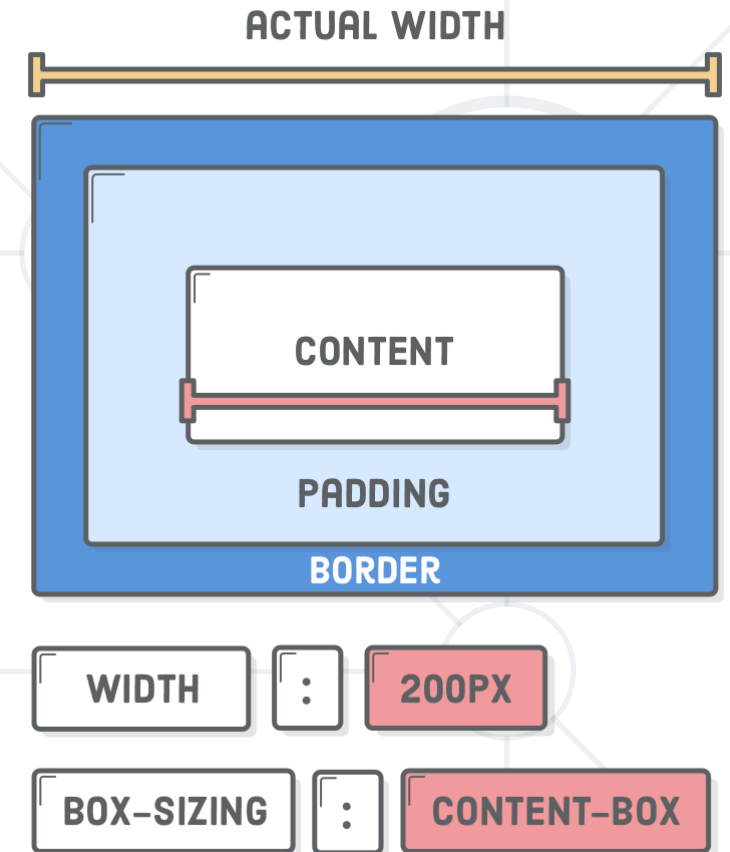 ACTUAL WIDTH
CONTENT
PADDING
BORDER
WIDTH : 200PX
BOX-SIZING : CONTENT-BOX